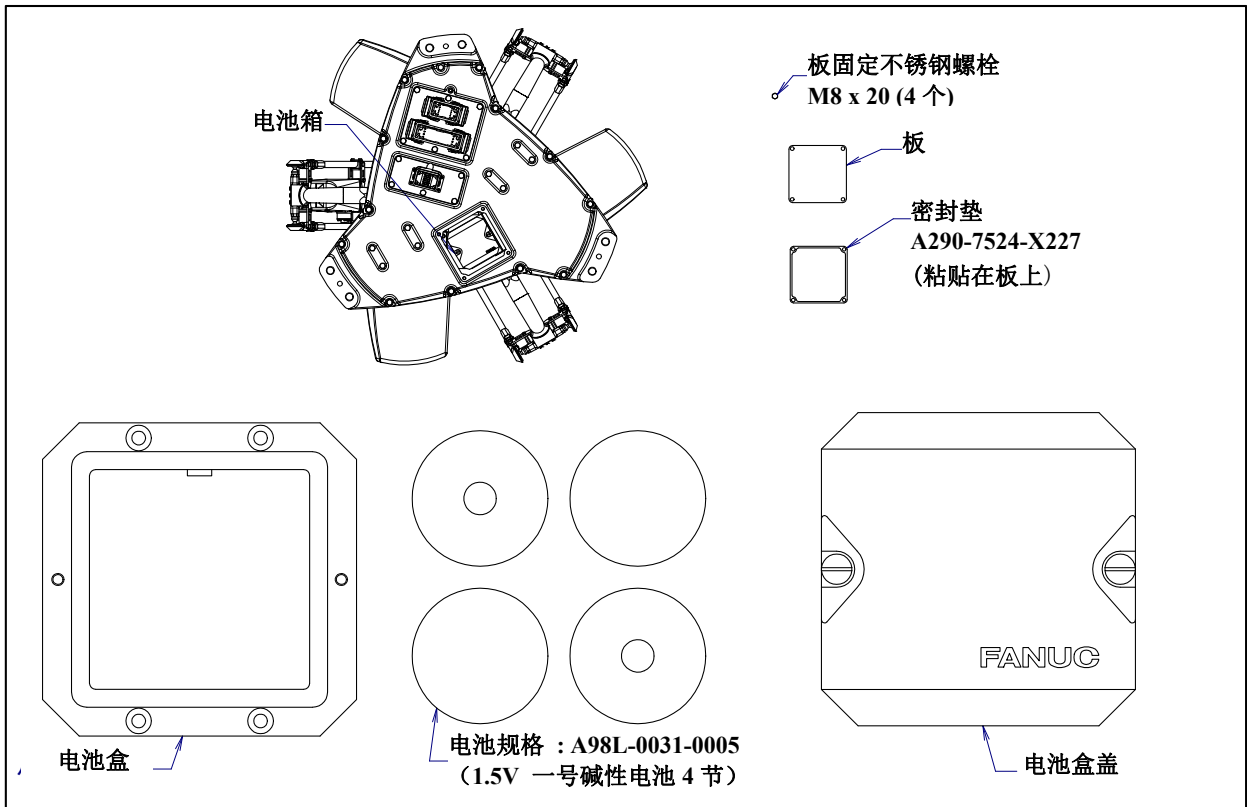 板固定不锈钢螺栓
M8 x 20 (4 个)
电池箱
板
密封垫
A290-7524-X227
(粘贴在板上)
FANUC
电池规格 : A98L-0031-0005
(1.5V 一号碱性电池 4 节)
电池盒
电池盒盖